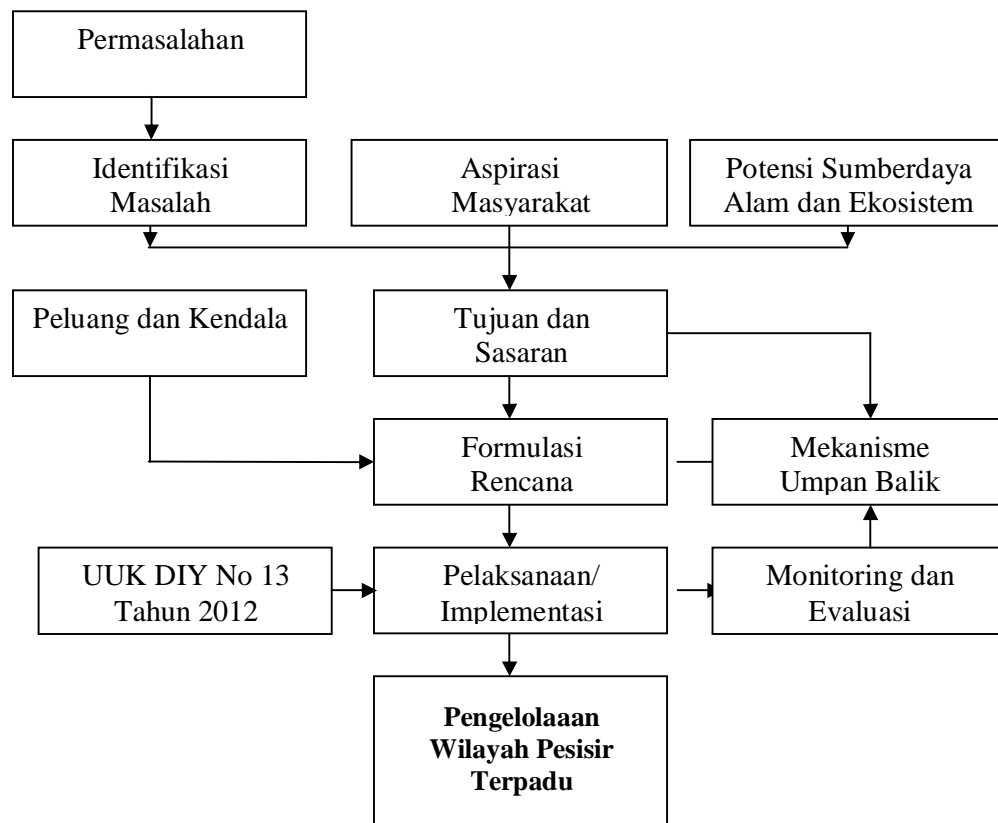 Permasalahan
Identifikasi
Masalah
Aspirasi
Masyarakat
Potensi Sumberdaya
Alam dan Ekosistem
Peluang dan Kendala
Tujuan dan
Sasaran
Formulasi
Rencana
Mekanisme
Umpan Balik
UUK DIY No 13
Tahun 2012
Pelaksanaan/
Implementasi
Monitoring dan
Evaluasi
Pengelolaaan
Wilayah Pesisir
Terpadu